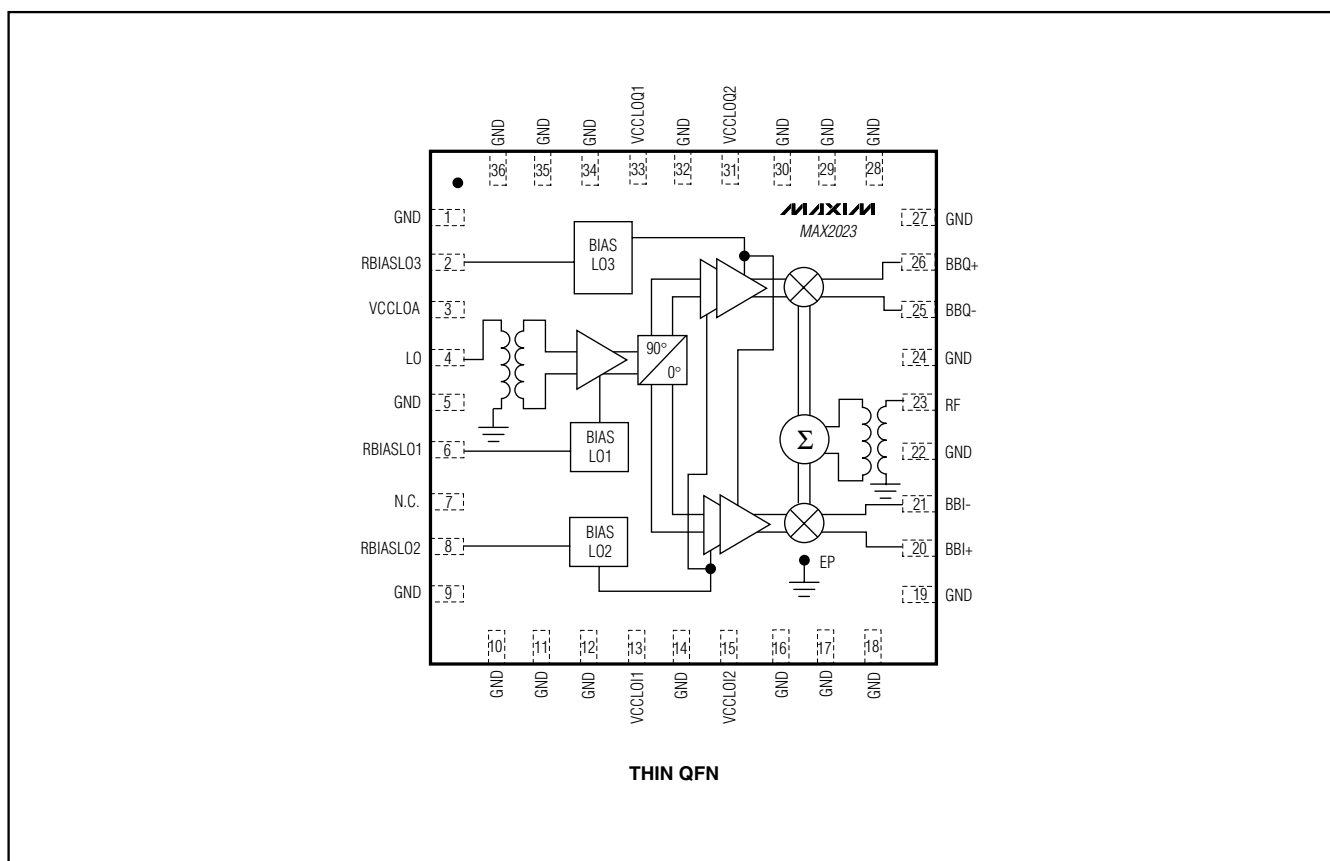 GND
GND
GND
VCCLOQ1
GND
VCCLOQ2
GND
GND
GND
36
35
34
33
32
31
30
29
28
MAXIM
MAX2023
GND 1
RBIASLO3 2
VCCLOA 3
LO 4
GND 5
RBIASLO1 6
N.C. 7
RBIASLO2 8
GND 9
BIAS
LO3
90°
0°
BIAS
LO1
BIAS
LO2
Σ
EP
27 GND
26 BBQ+
25 BBQ-
24 GND
23 RF
22 GND
21 BBI-
20 BBI+
19 GND
10
11
12
13
14
15
16
17
18
GND
GND
GND
VCCLOI1
GND
VCCLOI2
GND
GND
GND
THIN QFN